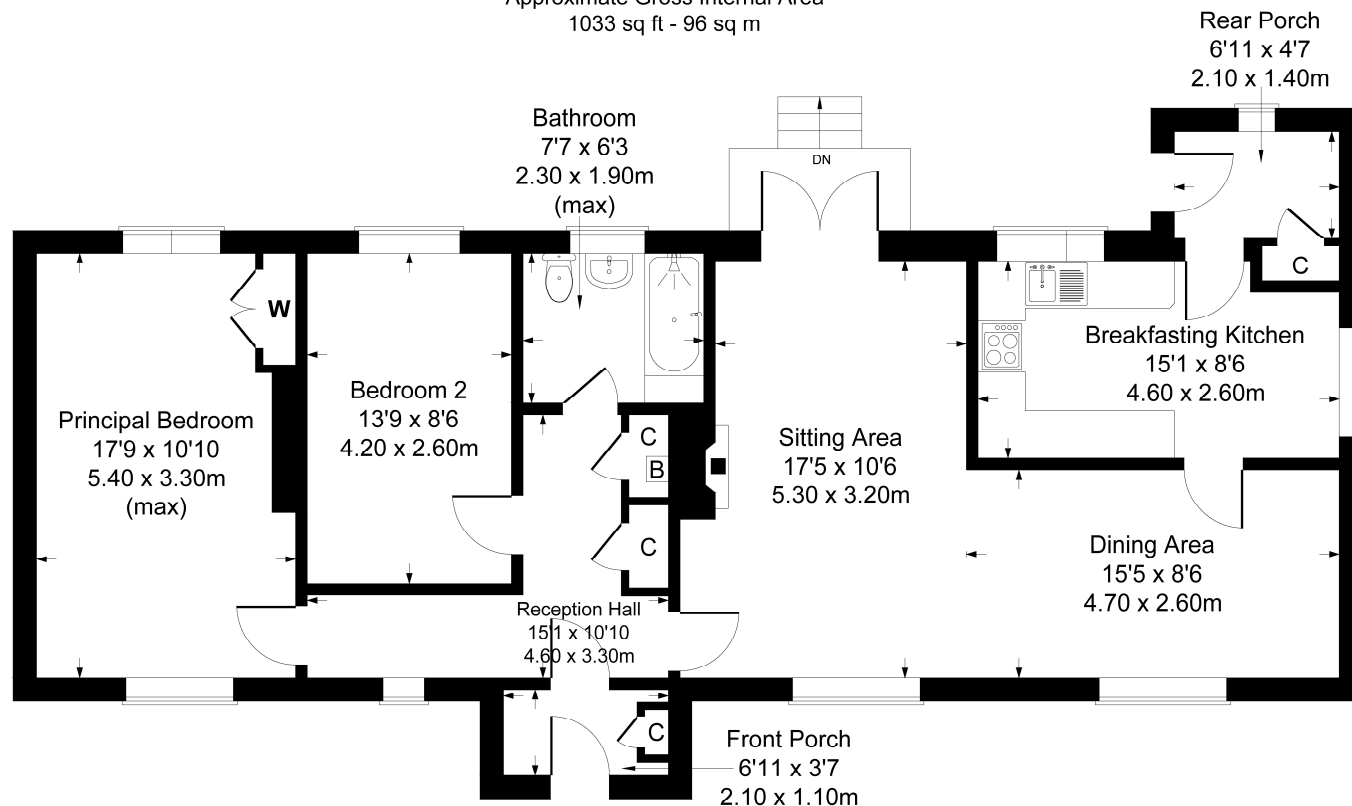 Approximate Gross Internal Area
1033 sq ft - 96 sq m
Rear Porch
6'11 x 4'7
2.10 x 1.40m
Bathroom
7'7 x 6'3
2.30 x 1.90m
(max)
DN
C
W
Breakfasting Kitchen
15'1 x 8'6
4.60 x 2.60m
Principal Bedroom
17'9 x 10'10
5.40 x 3.30m
(max)
Bedroom 2
13'9 x 8'6
4.20 x 2.60m
C
B
Sitting Area
17'5 x 10'6
5.30 x 3.20m
C
Dining Area
15'5 x 8'6
4.70 x 2.60m
Reception Hall
15'1 x 10'10
4.60 x 3.30m
C
Front Porch
6'11 x 3'7
2.10 x 1.10m